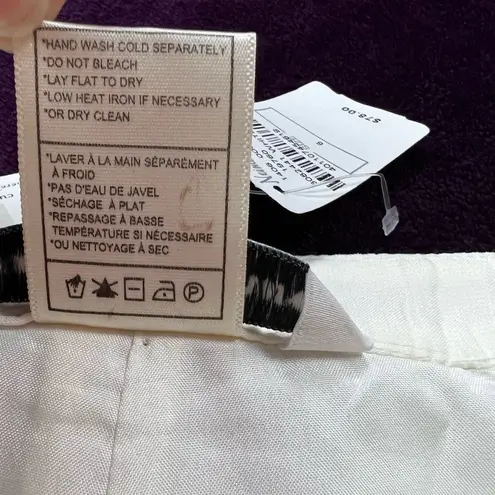 *HAND WASH COLD SEPARATELY
*DO NOT BLEACH
*LAY FLAT TO DRY
*LOW HEAT IRON IF NECESSARY
*OR DRY CLEAN
*LAVER À LA MAIN SÉPARÉMENT
À FROID
*PAS D'EAU DE JAVEL
*SÉCHAGE À PLAT
*REPASSAGE À BASSE
TEMPÉRATURE SI NÉCESSAIRE
*OU NETTOYAGE À SEC
P
$78.00
6